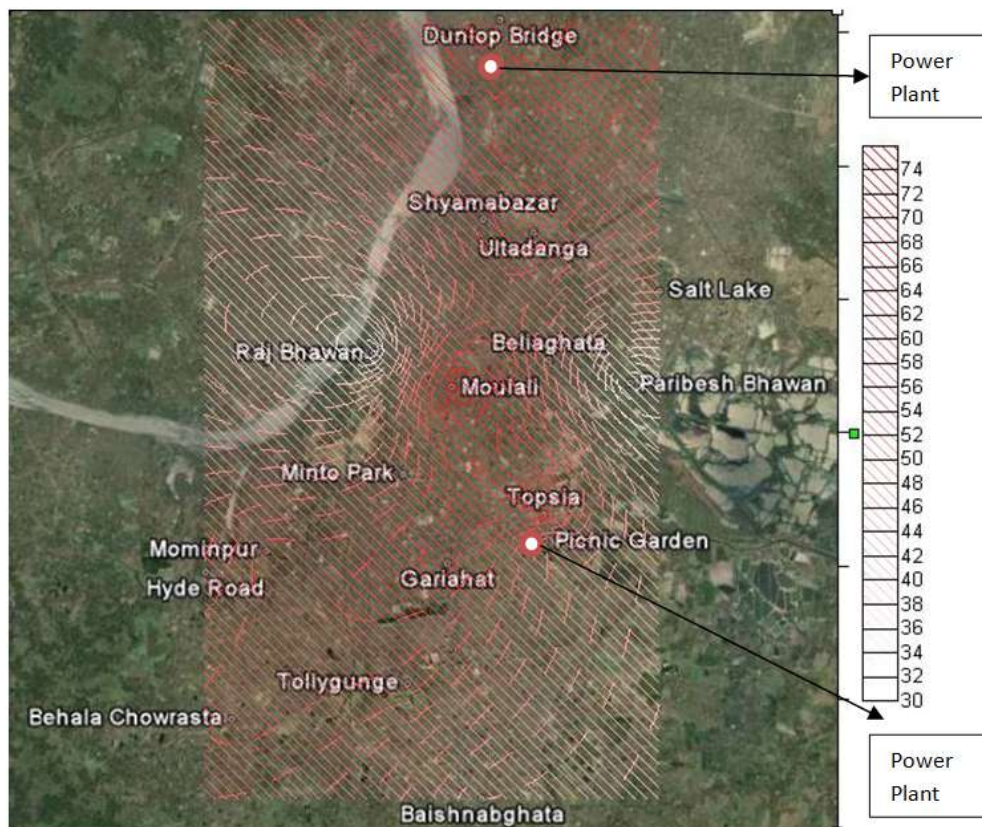 Dunlop Bridge
Power
Plant
Shyamabazar
Ultadanga
Salt Lake
Raj Bhawan
Beliaghata
Moulali
Paribesh Bhawan
Minto Park
Topsia
Picnic Garden
Mominpur
Hyde Road
Gariahat
Tollygunge
Behala Chowrasta
Baishnabghata
74
72
70
68
66
64
62
60
58
56
54
52
50
48
46
44
42
40
38
36
34
32
30
Power
Plant